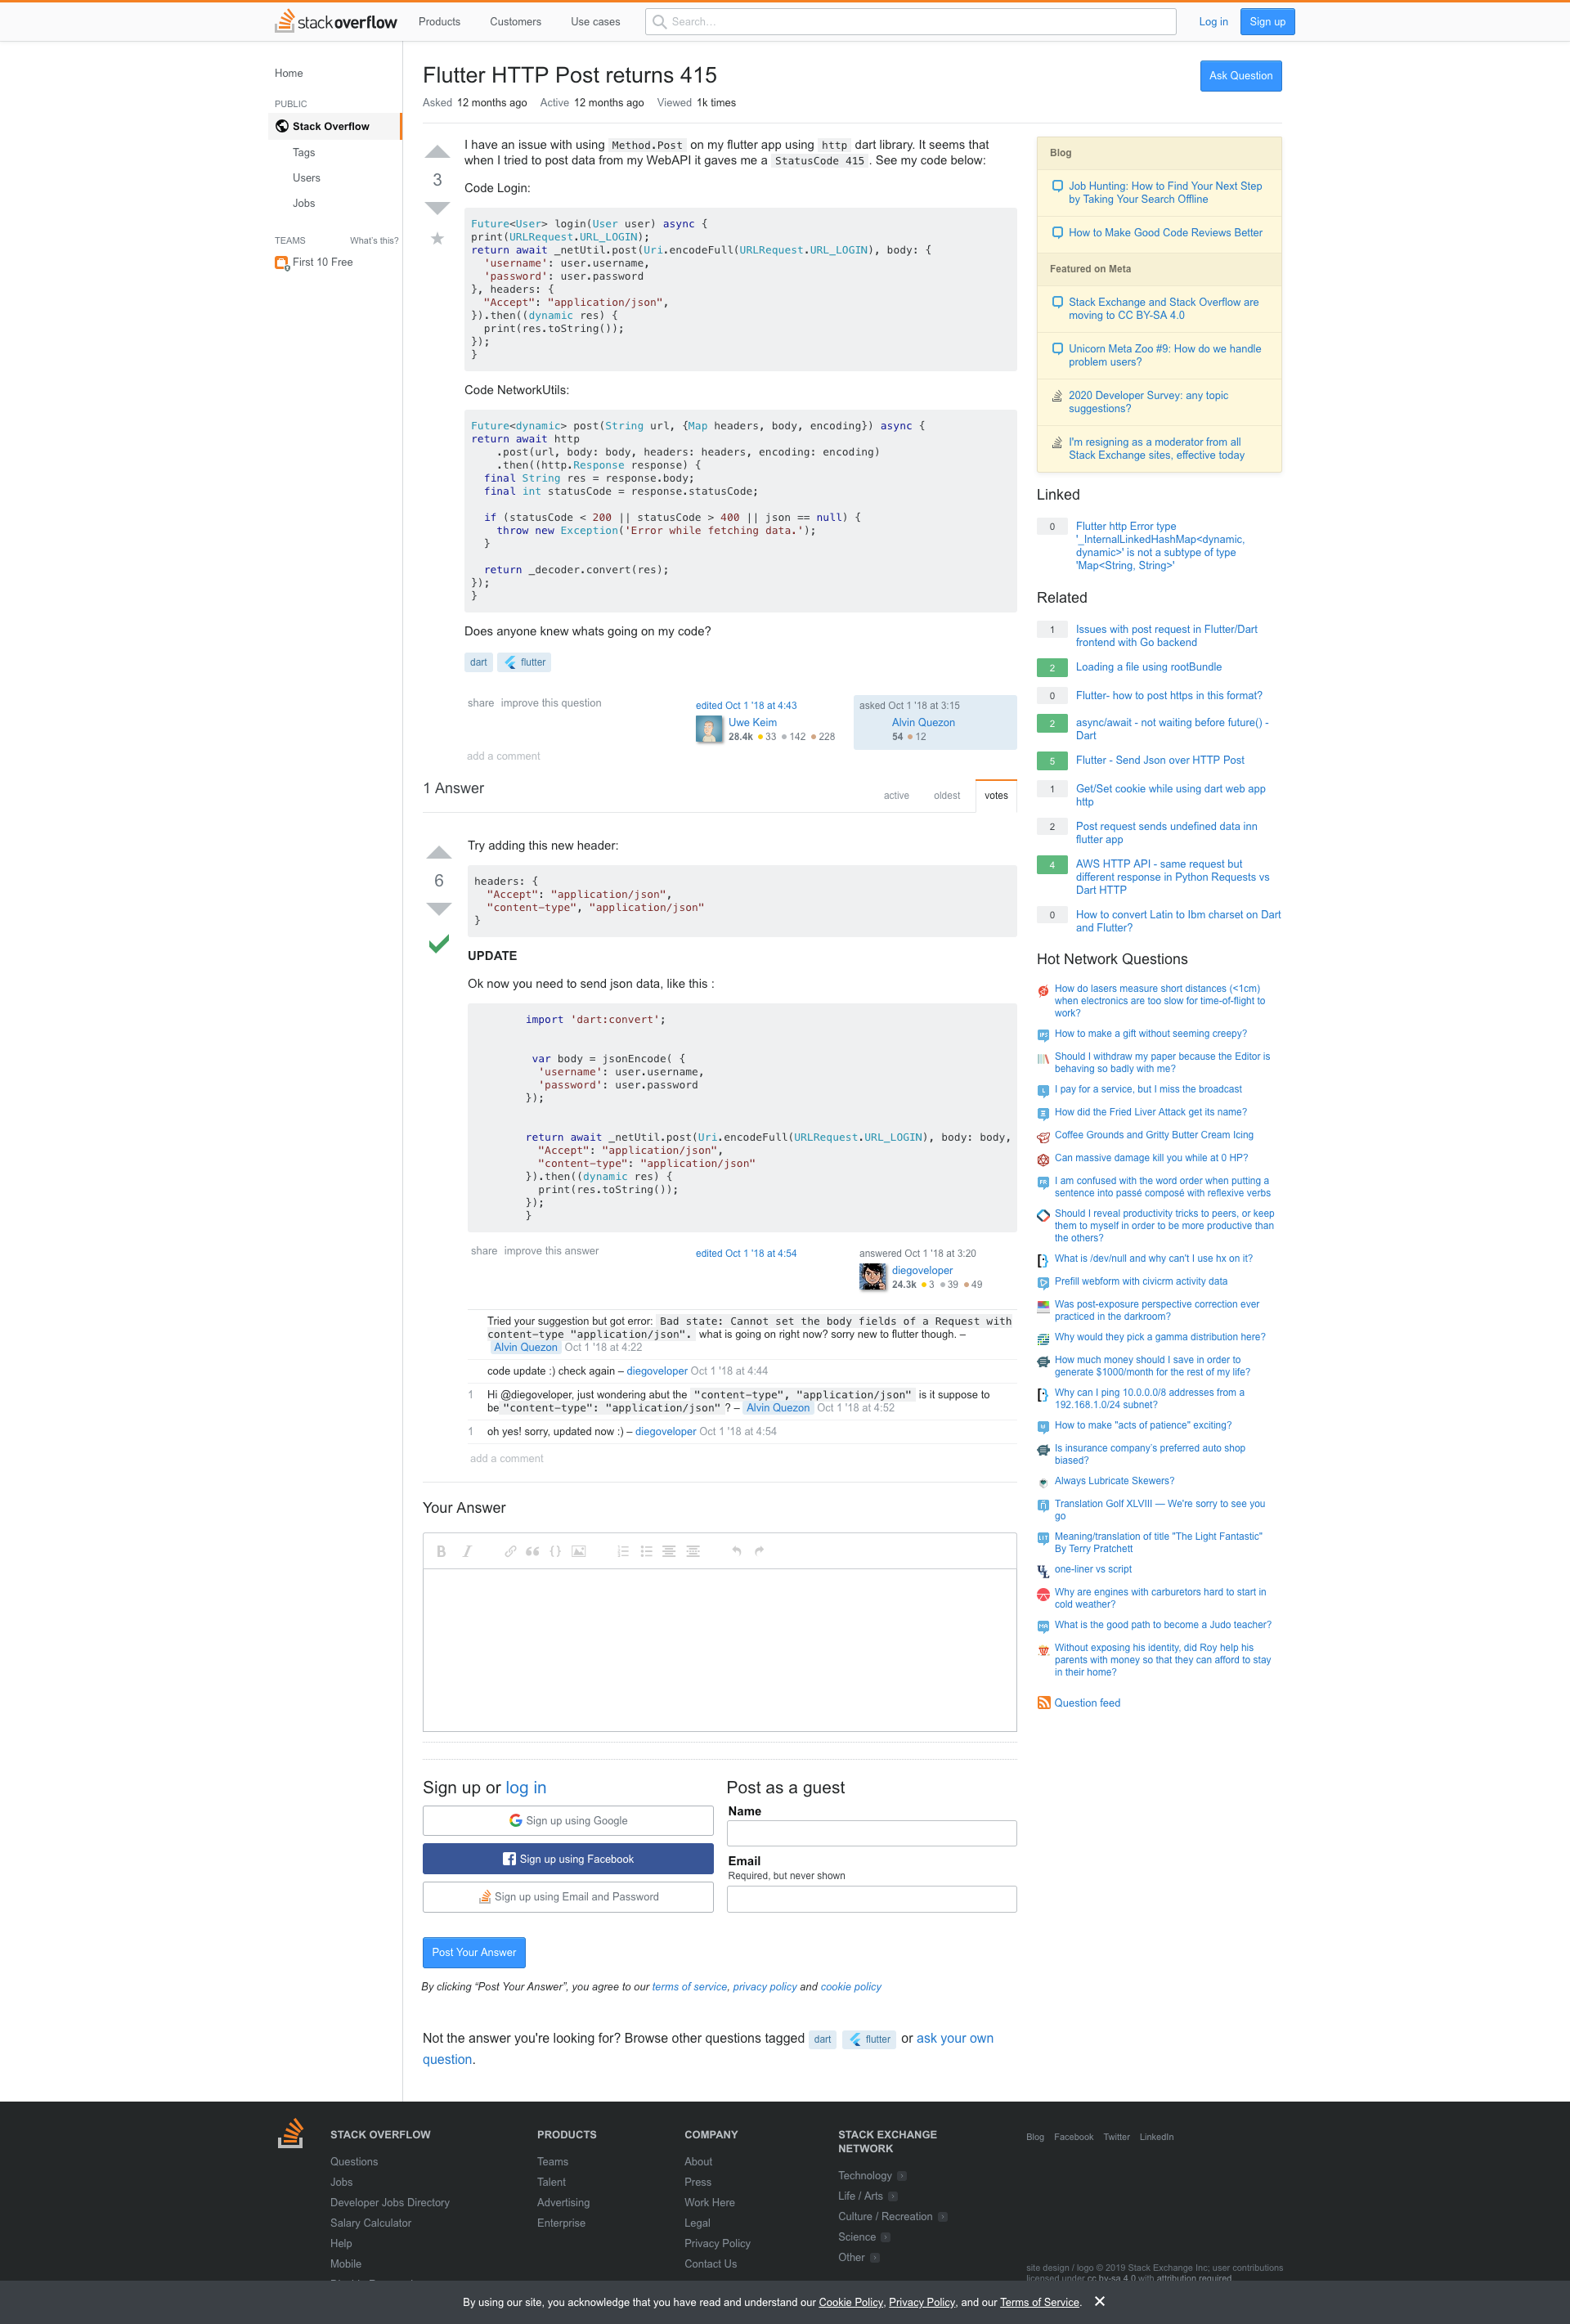 stackoverflow Products Customers Use cases Search… Log in Sign up
Home
PUBLIC
Stack Overflow
Tags
Users
Jobs
TEAMS What's this?
First 10 Free
Flutter HTTP Post returns 415
Ask Question
Asked 12 months ago Active 12 months ago Viewed 1k times
3
I have an issue with using Method.Post on my flutter app using http dart library. It seems that
when I tried to post data from my WebAPI it gaves me a StatusCode 415 . See my code below:
Code Login:
Future<User> login(User user) async {
print(URLRequest.URL_LOGIN);
return await _netUtil.post(Uri.encodeFull(URLRequest.URL_LOGIN), body: {
'username': user.username,
'password': user.password
}, headers: {
"Accept": "application/json",
}).then((dynamic res) {
print(res.toString());
});
}
Code NetworkUtils:
Future<dynamic> post(String url, {Map headers, body, encoding}) async {
return await http
.post(url, body: body, headers: headers, encoding: encoding)
.then((http.Response response) {
final String res = response.body;
final int statusCode = response.statusCode;
if (statusCode < 200 || statusCode > 400 || json == null) {
throw new Exception('Error while fetching data.');
}
return _decoder.convert(res);
});
}
Does anyone knew whats going on my code?
dart flutter
share improve this question
edited Oct 1 '18 at 4:43
Uwe Keim
28.4k 33 142 228
asked Oct 1 '18 at 3:15
Alvin Quezon
54 12
add a comment
1 Answer
active oldest votes
6
Try adding this new header:
headers: {
"Accept": "application/json",
"content-type", "application/json"
}
UPDATE
Ok now you need to send json data, like this :
import 'dart:convert';
var body = jsonEncode( {
'username': user.username,
'password': user.password
});
return await _netUtil.post(Uri.encodeFull(URLRequest.URL_LOGIN), body: body,
"Accept": "application/json",
"content-type": "application/json"
}).then((dynamic res) {
print(res.toString());
});
}
share improve this answer
edited Oct 1 '18 at 4:54
answered Oct 1 '18 at 3:20
diegoveloper
24.3k 3 39 49
Tried your suggestion but got error: Bad state: Cannot set the body fields of a Request with
content-type "application/json". what is going on right now? sorry new to flutter though. –
Alvin Quezon Oct 1 '18 at 4:22
code update :) check again – diegoveloper Oct 1 '18 at 4:44
1 Hi @diegoveloper, just wondering abut the "content-type", "application/json" is it suppose to
be "content-type": "application/json" ? – Alvin Quezon Oct 1 '18 at 4:52
1 oh yes! sorry, updated now :) – diegoveloper Oct 1 '18 at 4:54
add a comment
Your Answer
Sign up or log in
Sign up using Google
Sign up using Facebook
Sign up using Email and Password
Post as a guest
Name
Email
Required, but never shown
Post Your Answer
By clicking “Post Your Answer”, you agree to our terms of service, privacy policy and cookie policy
Not the answer you're looking for? Browse other questions tagged dart flutter or ask your own
question.
Blog
Job Hunting: How to Find Your Next Step
by Taking Your Search Offline
How to Make Good Code Reviews Better
Featured on Meta
Stack Exchange and Stack Overflow are
moving to CC BY-SA 4.0
Unicorn Meta Zoo #9: How do we handle
problem users?
2020 Developer Survey: any topic
suggestions?
I'm resigning as a moderator from all
Stack Exchange sites, effective today
Linked
0 Flutter http Error type
'_InternalLinkedHashMap<dynamic,
dynamic>' is not a subtype of type
'Map<String, String>'
Related
1 Issues with post request in Flutter/Dart
frontend with Go backend
2 Loading a file using rootBundle
0 Flutter- how to post https in this format?
2 async/await - not waiting before future() -
Dart
5 Flutter - Send Json over HTTP Post
1 Get/Set cookie while using dart web app
http
2 Post request sends undefined data inn
flutter app
4 AWS HTTP API - same request but
different response in Python Requests vs
Dart HTTP
0 How to convert Latin to Ibm charset on Dart
and Flutter?
Hot Network Questions
How do lasers measure short distances (<1cm)
when electronics are too slow for time-of-flight to
work?
How to make a gift without seeming creepy?
Should I withdraw my paper because the Editor is
behaving so badly with me?
I pay for a service, but I miss the broadcast
How did the Fried Liver Attack get its name?
Coffee Grounds and Gritty Butter Cream Icing
Can massive damage kill you while at 0 HP?
I am confused with the word order when putting a
sentence into passé composé with reflexive verbs
Should I reveal productivity tricks to peers, or keep
them to myself in order to be more productive than
the others?
What is /dev/null and why can't I use hx on it?
Prefill webform with civicrm activity data
Was post-exposure perspective correction ever
practiced in the darkroom?
Why would they pick a gamma distribution here?
How much money should I save in order to
generate $1000/month for the rest of my life?
Why can I ping 10.0.0.0/8 addresses from a
192.168.1.0/24 subnet?
How to make "acts of patience" exciting?
Is insurance company's preferred auto shop
biased?
Always Lubricate Skewers?
Translation Golf XLVIII — We're sorry to see you
go
Meaning/translation of title "The Light Fantastic"
By Terry Pratchett
one-liner vs script
Why are engines with carburetors hard to start in
cold weather?
What is the good path to become a Judo teacher?
Without exposing his identity, did Roy help his
parents with money so that they can afford to stay
in their home?
Question feed
STACK OVERFLOW
Questions
Jobs
Developer Jobs Directory
Salary Calculator
Help
Mobile
PRODUCTS
Teams
Talent
Advertising
Enterprise
COMPANY
About
Press
Work Here
Legal
Privacy Policy
Contact Us
STACK EXCHANGE
NETWORK
Technology
Life / Arts
Culture / Recreation
Science
Other
Blog Facebook Twitter LinkedIn
site design / logo © 2019 Stack Exchange Inc; user contributions
licensed under cc by-sa 4.0 with attribution required.
By using our site, you acknowledge that you have read and understand our Cookie Policy, Privacy Policy, and our Terms of Service.